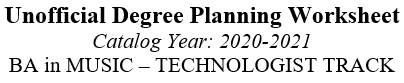 Unofficial Degree Planning Worksheet
Catalog Year: 2020-2021
BA in MUSIC – TECHNOLOGIST TRACK